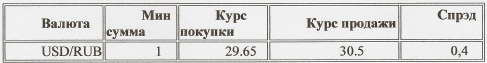 Валюта Мин сумма Курс покупки Курс продажи Спрэд
USD/RUB 1 29.65 30.5 0,4